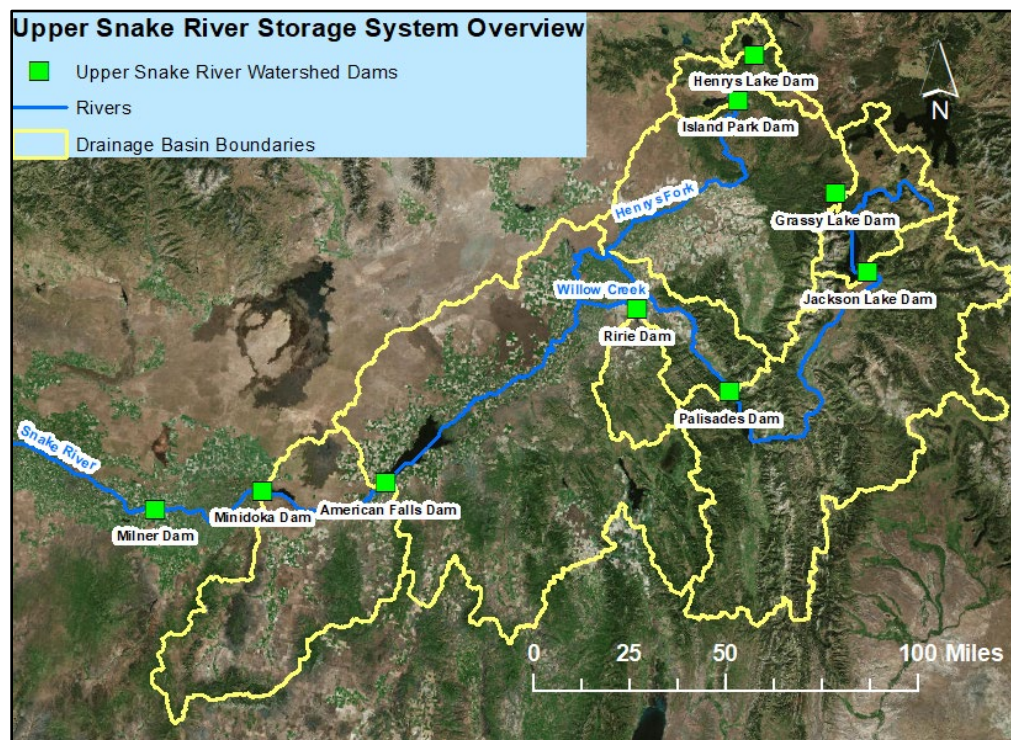 Upper Snake River Storage System Overview
Upper Snake River Watershed Dams
Rivers
Drainage Basin Boundaries
Henrys Lake Dam
Island Park Dam
N
Henrys Fork
Grassy Lake Dam
Willow Creek
Jackson Lake Dam
Ririe Dam
Palisades Dam
Snake River
American Falls Dam
Minidoka Dam
Milner Dam
0 25 50 100 Miles